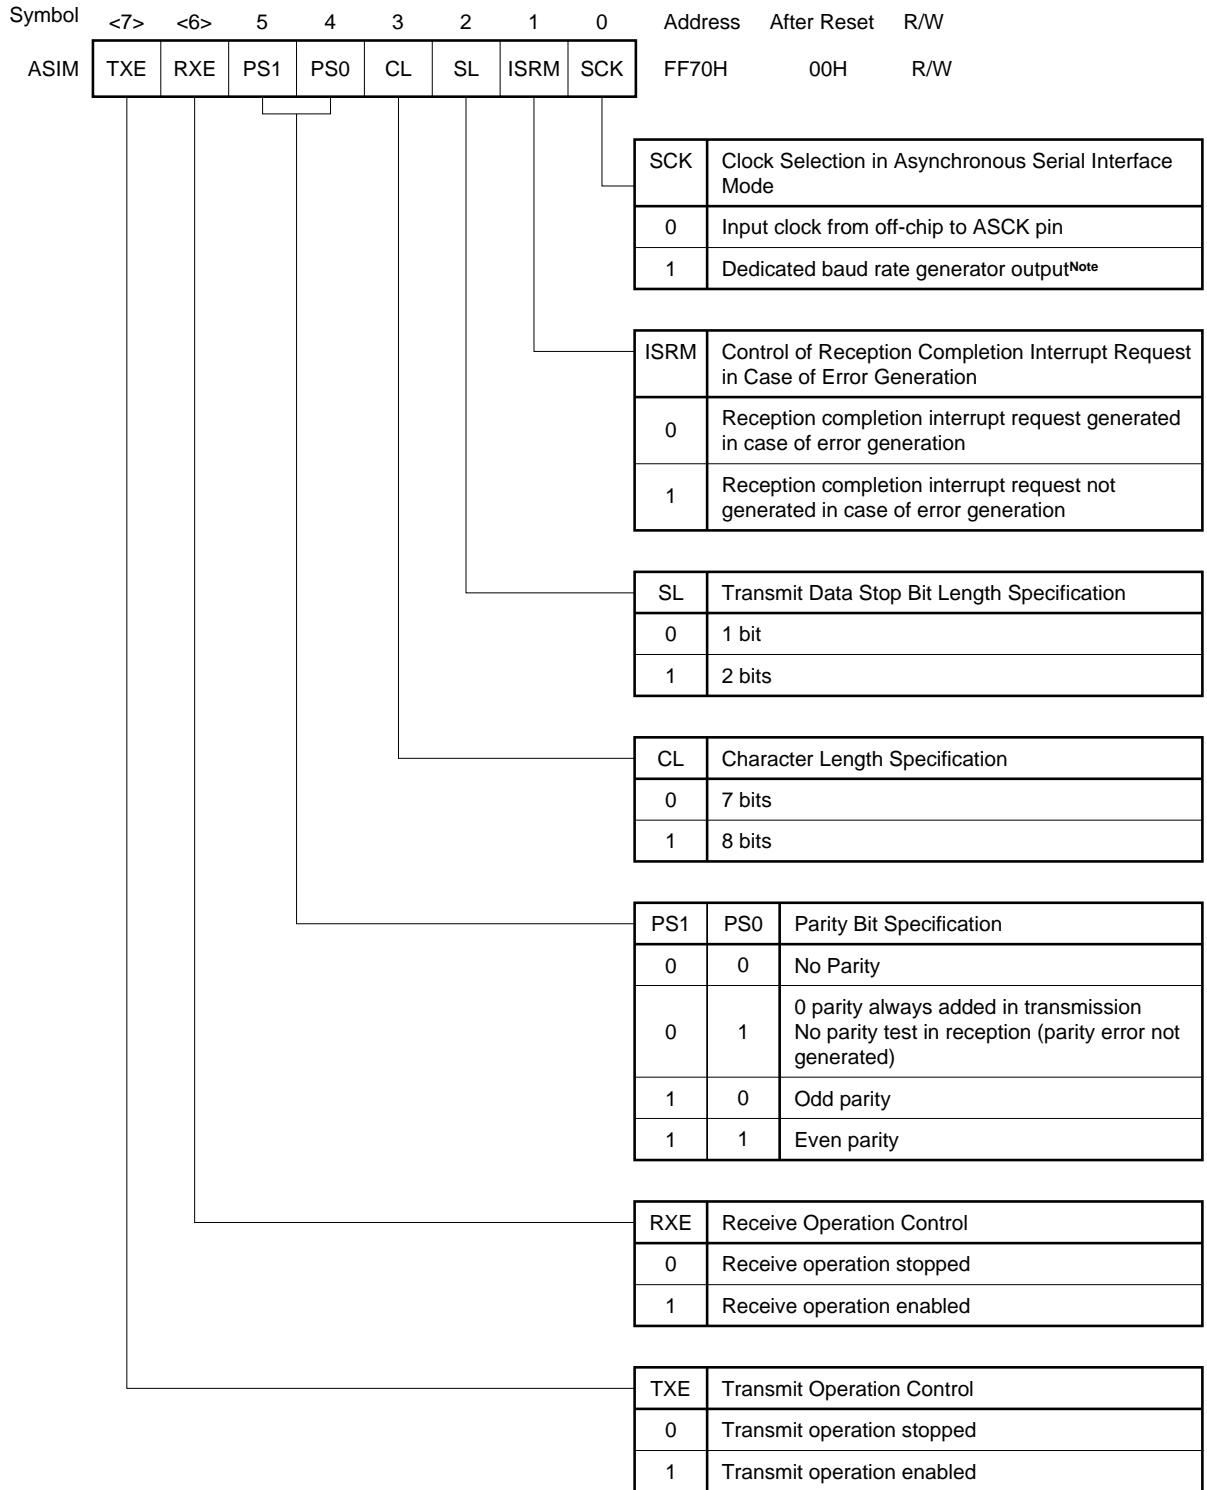 Symbol <7> <6> 5 4 3 2 1 0 Address After Reset R/W
ASIM TXE RXE PS1 PS0 CL SL ISRM SCK FF70H 00H R/W
SCK Clock Selection in Asynchronous Serial Interface
Mode
0 Input clock from off-chip to ASCK pin
1 Dedicated baud rate generator outputNote
ISRM Control of Reception Completion Interrupt Request
in Case of Error Generation
0 Reception completion interrupt request generated
in case of error generation
1 Reception completion interrupt request not
generated in case of error generation
SL Transmit Data Stop Bit Length Specification
0 1 bit
1 2 bits
CL Character Length Specification
0 7 bits
1 8 bits
PS1 PS0 Parity Bit Specification
0 0 No Parity
0 1 0 parity always added in transmission
No parity test in reception (parity error not
generated)
1 0 Odd parity
1 1 Even parity
RXE Receive Operation Control
0 Receive operation stopped
1 Receive operation enabled
TXE Transmit Operation Control
0 Transmit operation stopped
1 Transmit operation enabled